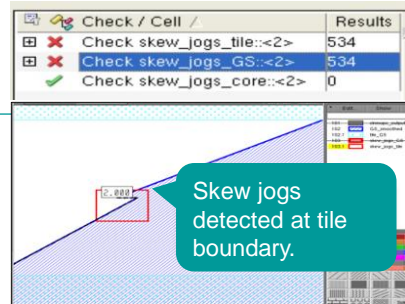 Check / Cell
Results
Check skew_jogs_tile::<2>
534
Check skew_jogs_GS::<2>
534
Check skew_jogs_core::<2>
0
2.000
Skew jogs
detected at tile
boundary.